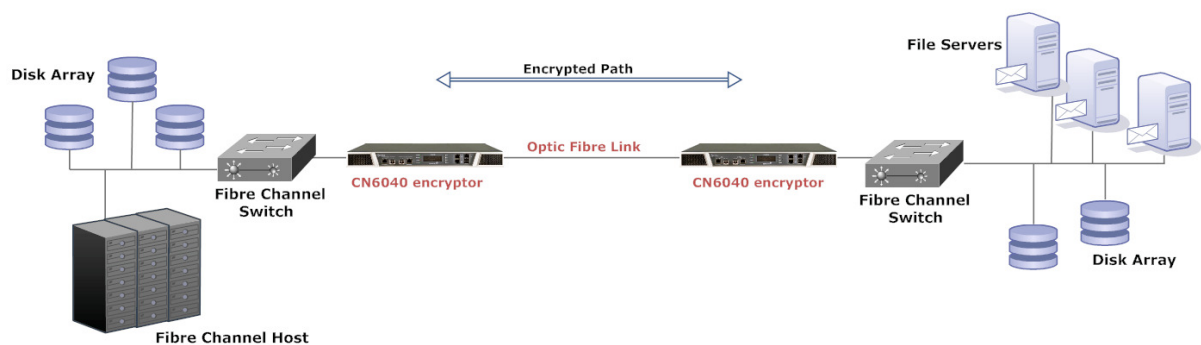 Disk Array
File Servers
Encrypted Path
Optic Fibre Link
CN6040 encryptor
CN6040 encryptor
Fibre Channel
Switch
Fibre Channel
Switch
Disk Array
Fibre Channel Host